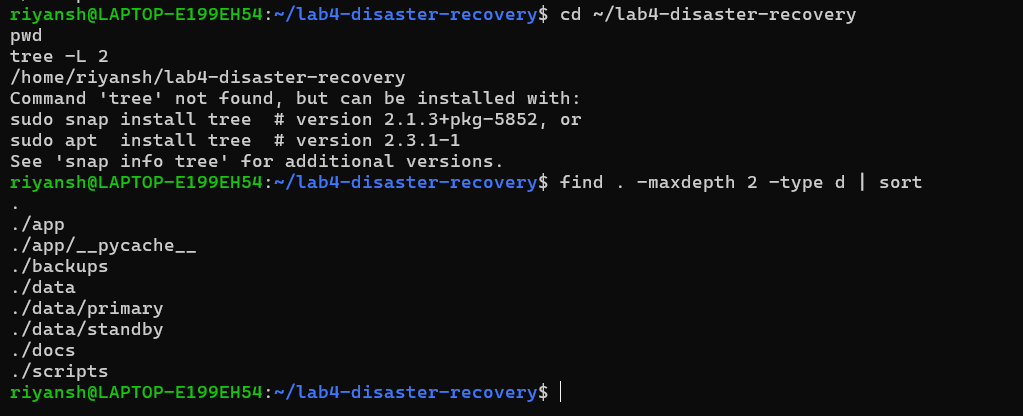 riyansh@LAPTOP-E199EH54:~/lab4-disaster-recovery$ cd ~/lab4-disaster-recovery
pwd
tree -L 2
/home/riyansh/lab4-disaster-recovery
Command 'tree' not found, but can be installed with:
sudo snap install tree  # version 2.1.3+pkg-5852, or
sudo apt  install tree  # version 2.3.1-1
See 'snap info tree' for additional versions.
riyansh@LAPTOP-E199EH54:~/lab4-disaster-recovery$ find . -maxdepth 2 -type d | sort
.
./app
./app/__pycache__
./backups
./data
./data/primary
./data/standby
./docs
./scripts
riyansh@LAPTOP-E199EH54:~/lab4-disaster-recovery$